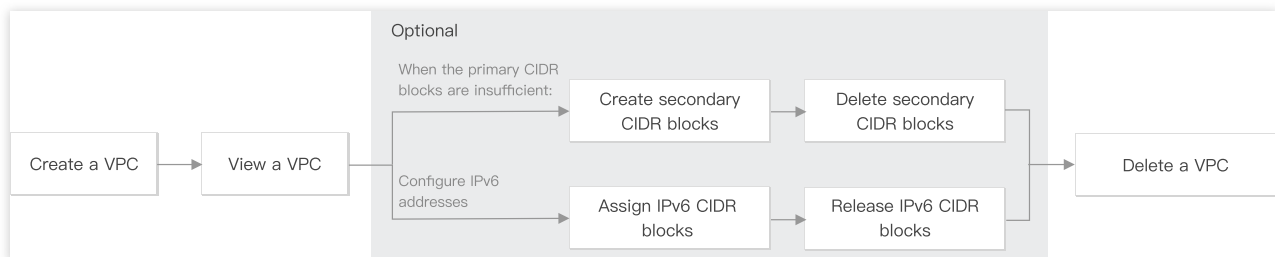 Optional
When the primary CIDR
blocks are insufficient:
Create secondary
CIDR blocks
Delete secondary
CIDR blocks
Create a VPC
View a VPC
Delete a VPC
Configure IPv6
addresses
Assign IPv6 CIDR
blocks
Release IPv6 CIDR
blocks